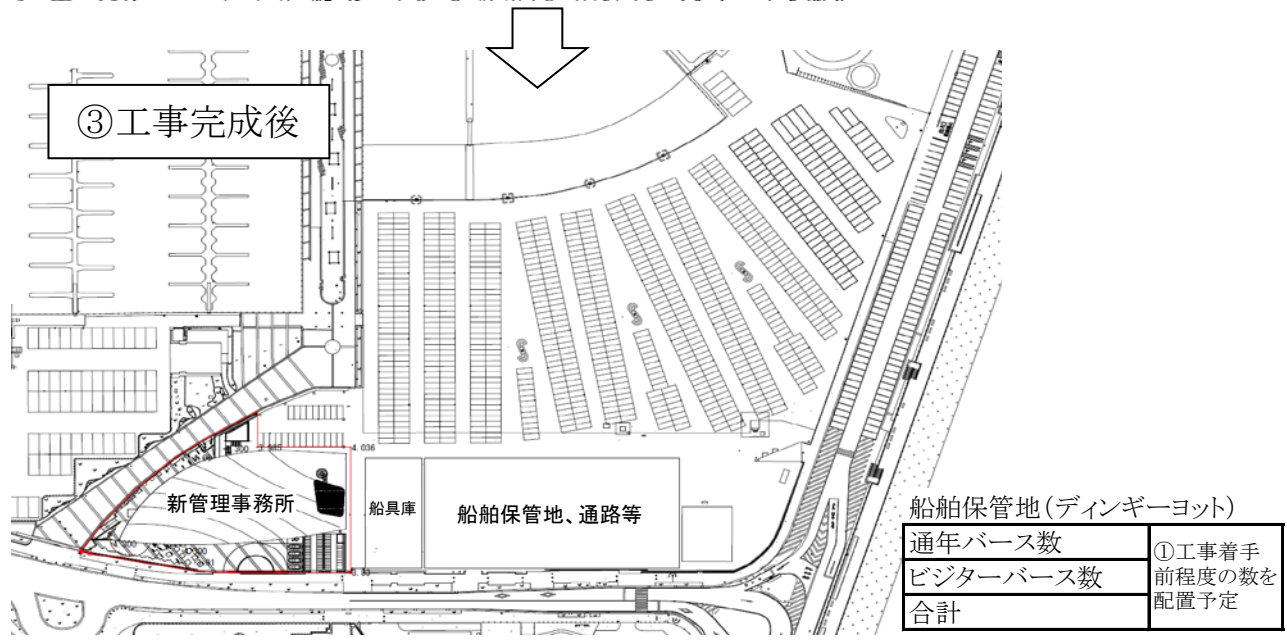 ③工事完成後
4.036
新管理事務所
船具庫
船舶保管地、通路等
船舶保管地(ディンギーヨット)
通年バース数
ビジターバース数
合計
①工事着手
前程度の数を
配置予定